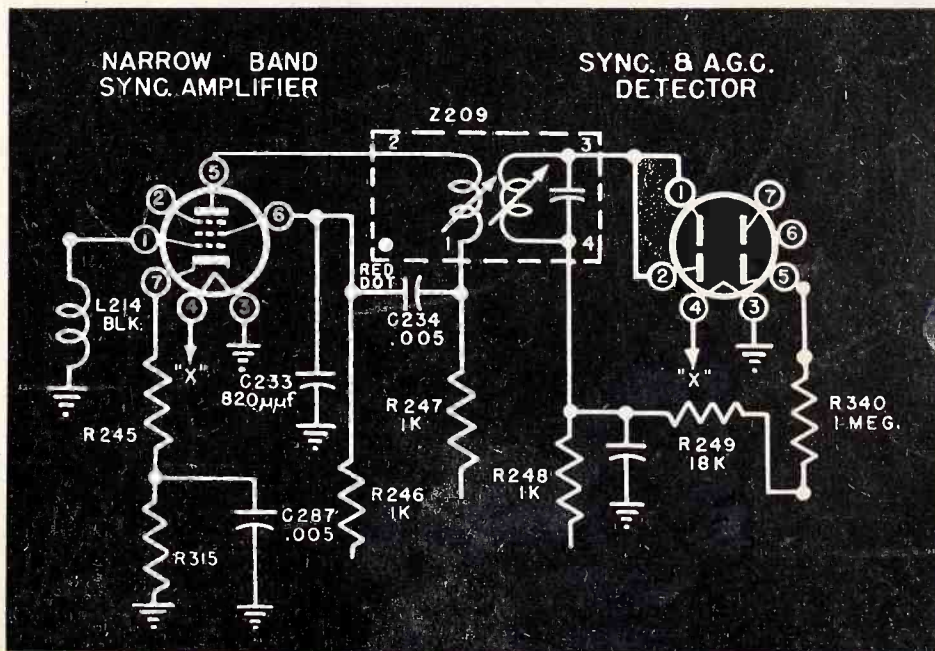 NARROW BAND
SYNC. AMPLIFIER
SYNC. & A.G.C.
DETECTOR
Z209
2
3
5
2
6
1
7
1
7
6
1
4
2
5
RED
DOT
4
3
4
3
L214
BLK.
C234
.005
"X"
"X"
C233
820µµf
R247
1K
R340
1 MEG.
R245
R249
18K
R248
1K
R246
1K
C287
.005
R315